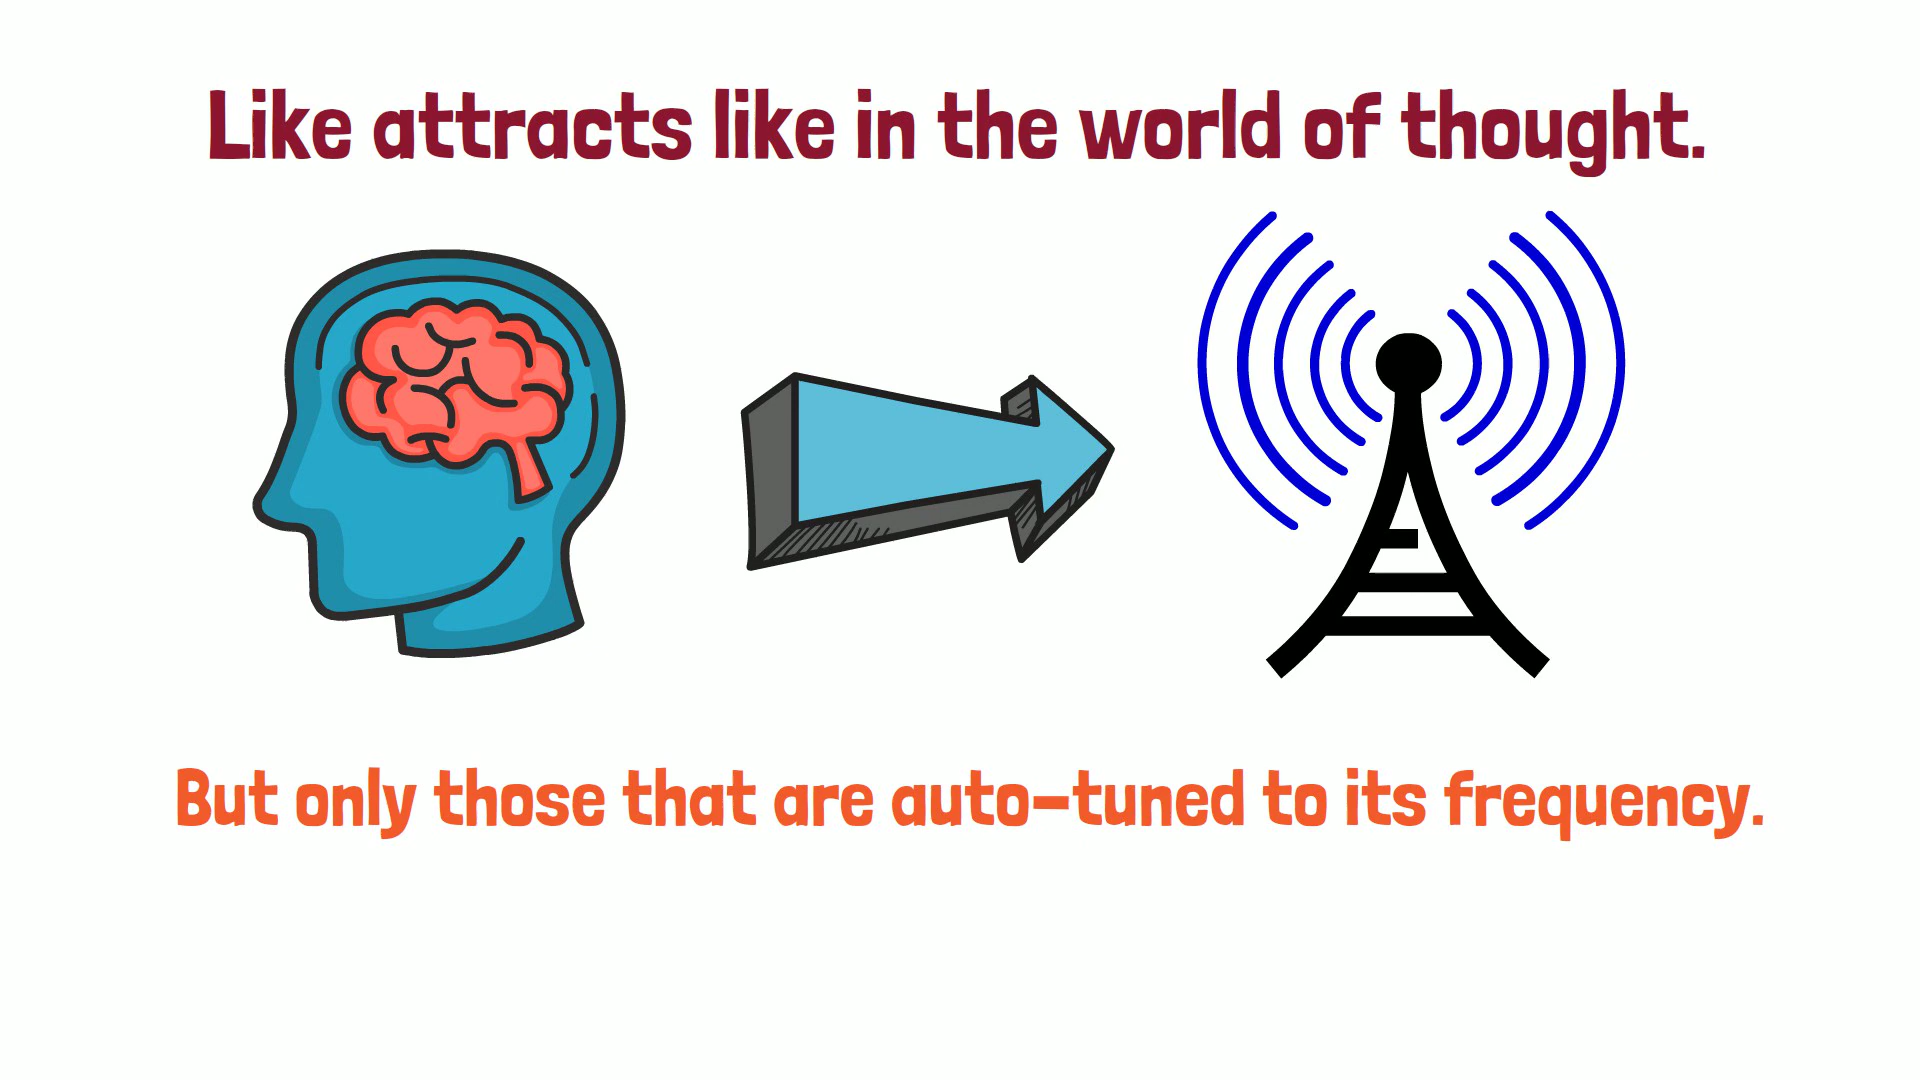 Like attracts like in the world of thought.
But only those that are auto-tuned to its frequency.